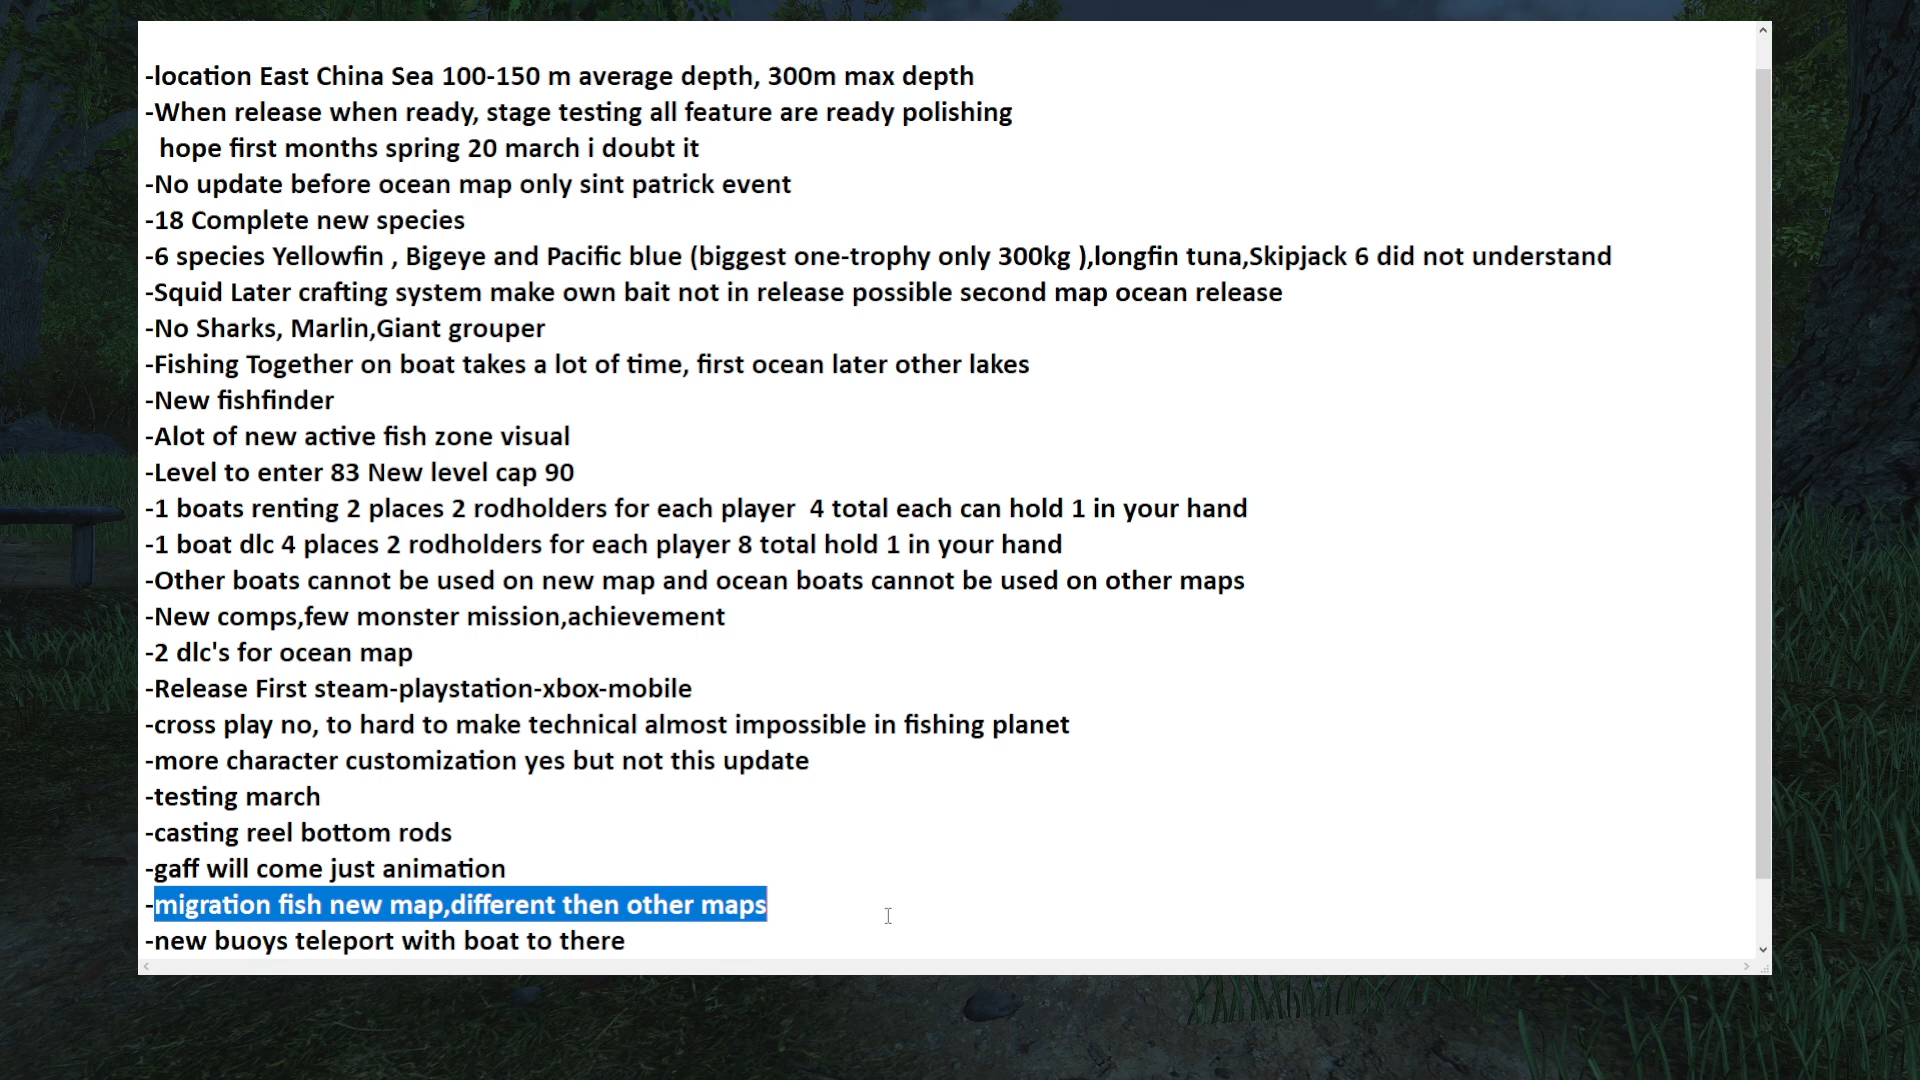 -location East China Sea 100-150 m average depth, 300m max depth
-When release when ready, stage testing all feature are ready polishing
hope first months spring 20 march i doubt it
-No update before ocean map only sint patrick event
-18 Complete new species
-6 species Yellowfin , Bigeye and Pacific blue (biggest one-trophy only 300kg ),longfin tuna,Skipjack 6 did not understand
-Squid Later crafting system make own bait not in release possible second map ocean release
-No Sharks, Marlin,Giant grouper
-Fishing Together on boat takes a lot of time, first ocean later other lakes
-New fishfinder
-Alot of new active fish zone visual
-Level to enter 83 New level cap 90
-1 boats renting 2 places 2 rodholders for each player  4 total each can hold 1 in your hand
-1 boat dlc 4 places 2 rodholders for each player 8 total hold 1 in your hand
-Other boats cannot be used on new map and ocean boats cannot be used on other maps
-New comps,few monster mission,achievement
-2 dlc's for ocean map
-Release First steam-playstation-xbox-mobile
-cross play no, to hard to make technical almost impossible in fishing planet
-more character customization yes but not this update
-testing march
-casting reel bottom rods
-gaff will come just animation
-migration fish new map,different then other maps
-new buoys teleport with boat to there